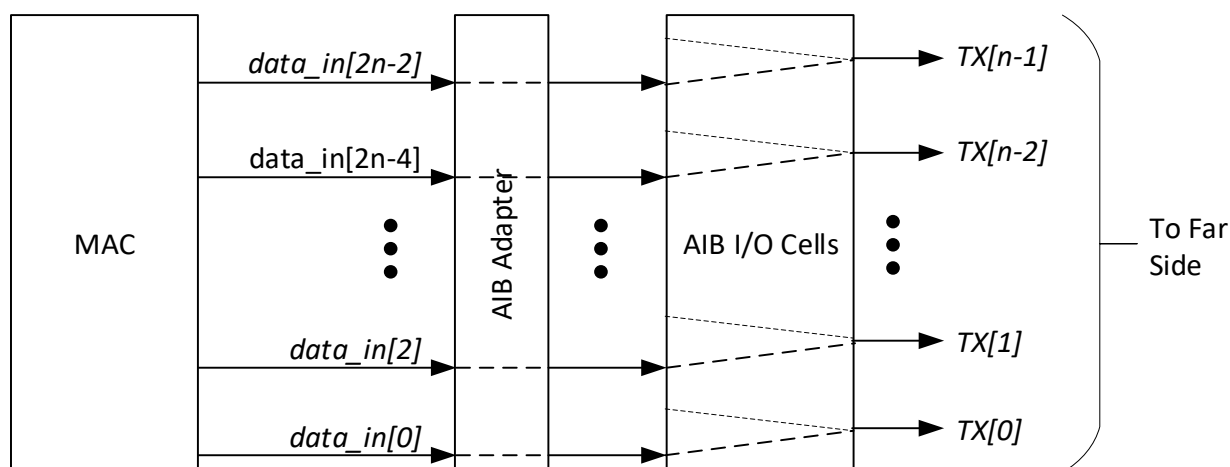 data_in[2n-2]
TX[n-1]
data_in[2n-4]
TX[n-2]
MAC
AIB Adapter
AIB I/O Cells
To Far
Side
data_in[2]
TX[1]
data_in[0]
TX[0]